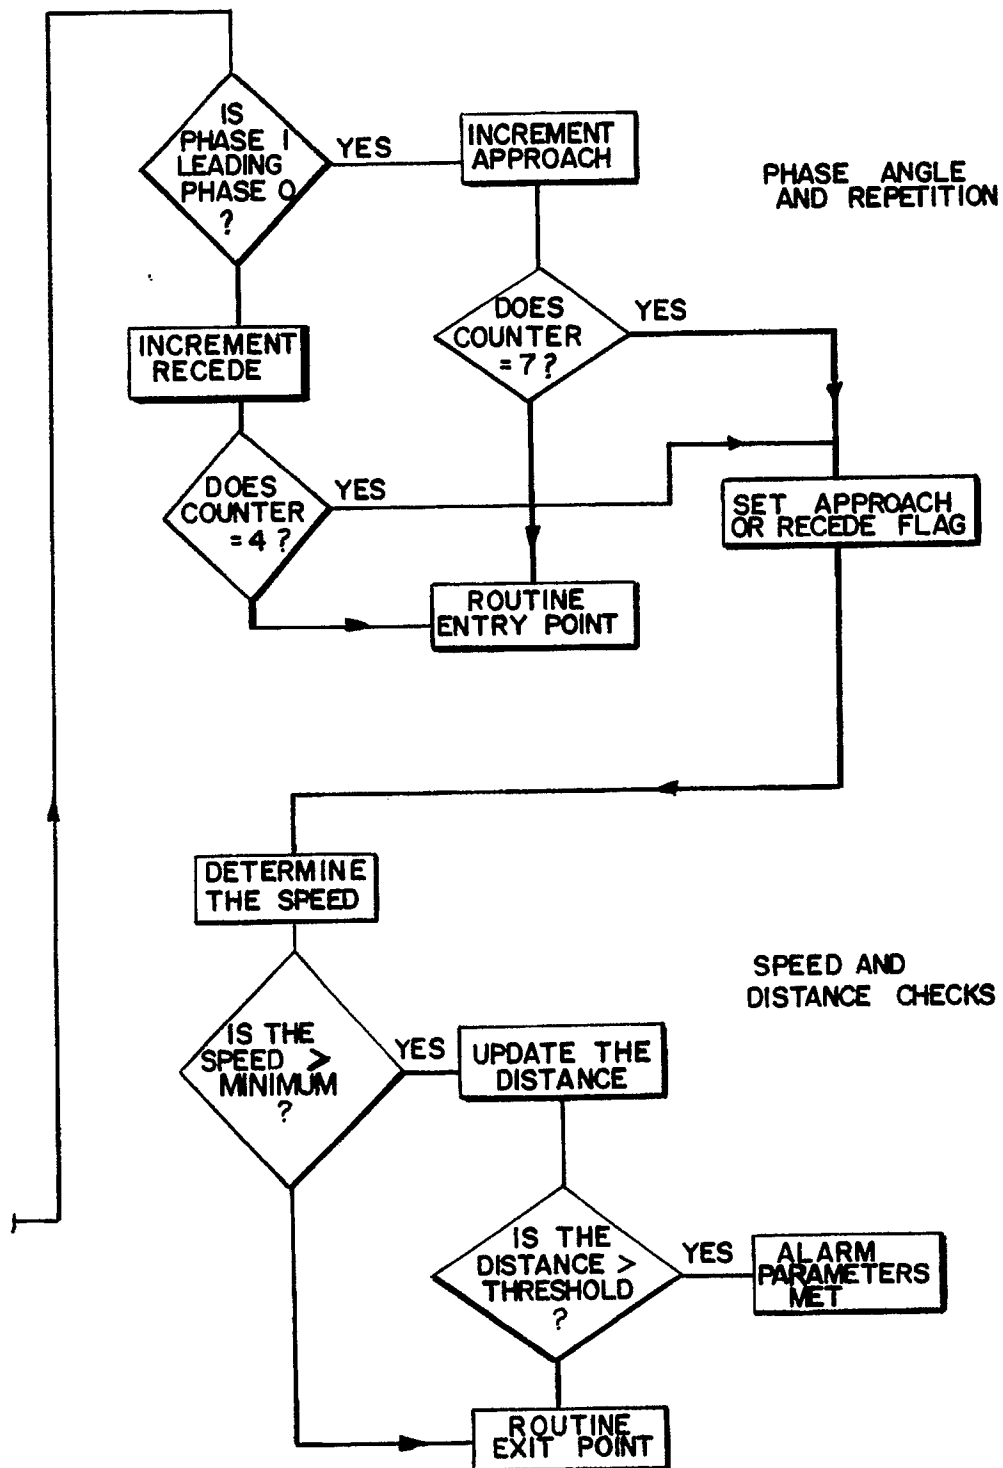 IS
PHASE 1
LEADING
PHASE 0
?
YES
INCREMENT
APPROACH
PHASE ANGLE
AND REPETITION
DOES
COUNTER
=7?
YES
INCREMENT
RECEDE
DOES
COUNTER
=4?
YES
SET APPROACH
OR RECEDE FLAG
ROUTINE
ENTRY POINT
DETERMINE
THE SPEED
SPEED AND
DISTANCE CHECKS
IS THE
SPEED >
MINIMUM
?
YES
UPDATE THE
DISTANCE
IS THE
DISTANCE >
THRESHOLD
?
YES
ALARM
PARAMETERS
MET
ROUTINE
EXIT POINT